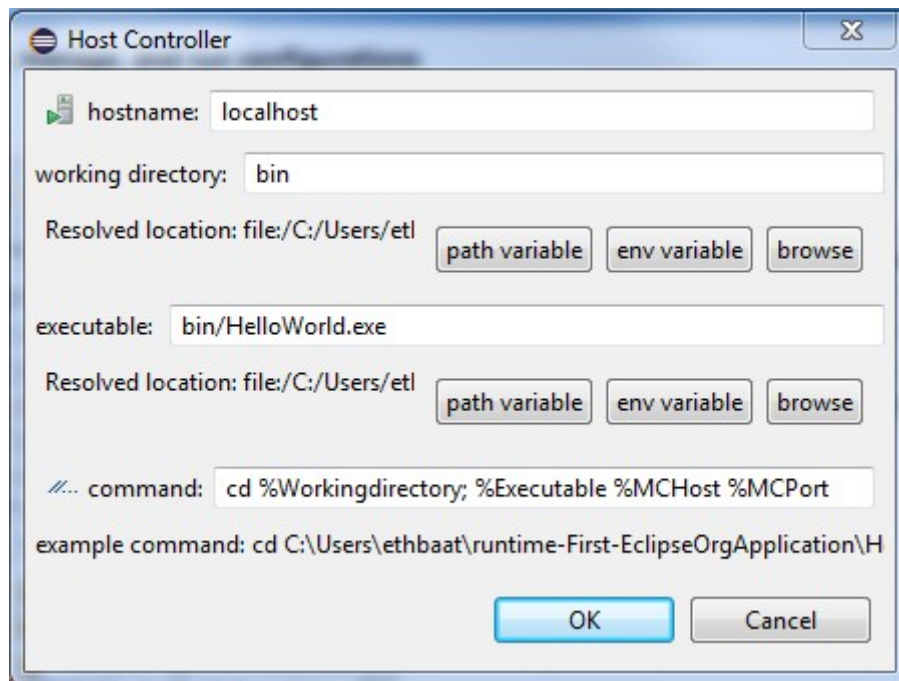 Host Controller
hostname: localhost
working directory: bin
Resolved location: file:/C:/Users/etl
path variable env variable browse
executable: bin/HelloWorld.exe
Resolved location: file:/C:/Users/etl
path variable env variable browse
//... command: cd %Workingdirectory; %Executable %MCHost %MCPort
example command: cd C:\Users\ethbaat\runtime-First-EclipseOrgApplication\H
OK Cancel